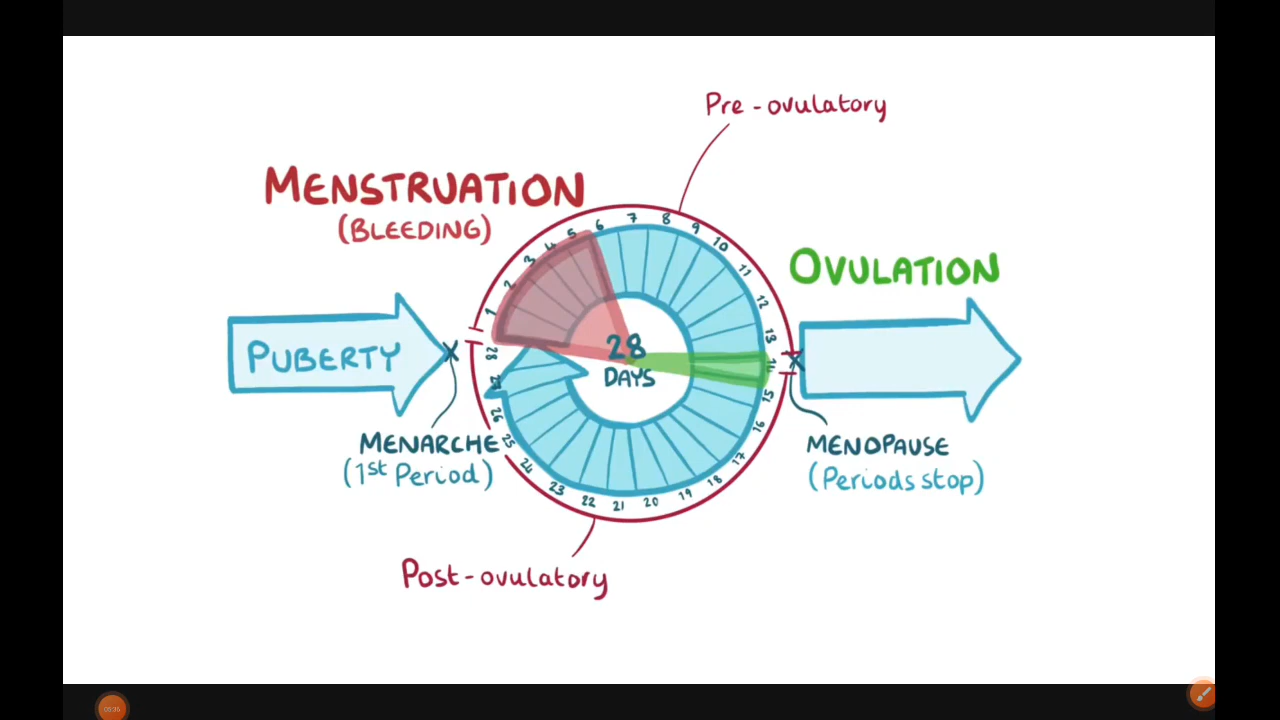 Pre-ovulatory
MENSTRUATION
(BLEEDING)
OVULATION
PUBERTY
28
DAYS
1
2
3
4
5
6
7
8
9
10
11
12
13
14
15
16
17
18
19
20
21
22
23
24
25
26
27
28
MENARCHE
(1st Period)
MENOPAUSE
(Periods stop)
Post-ovulatory